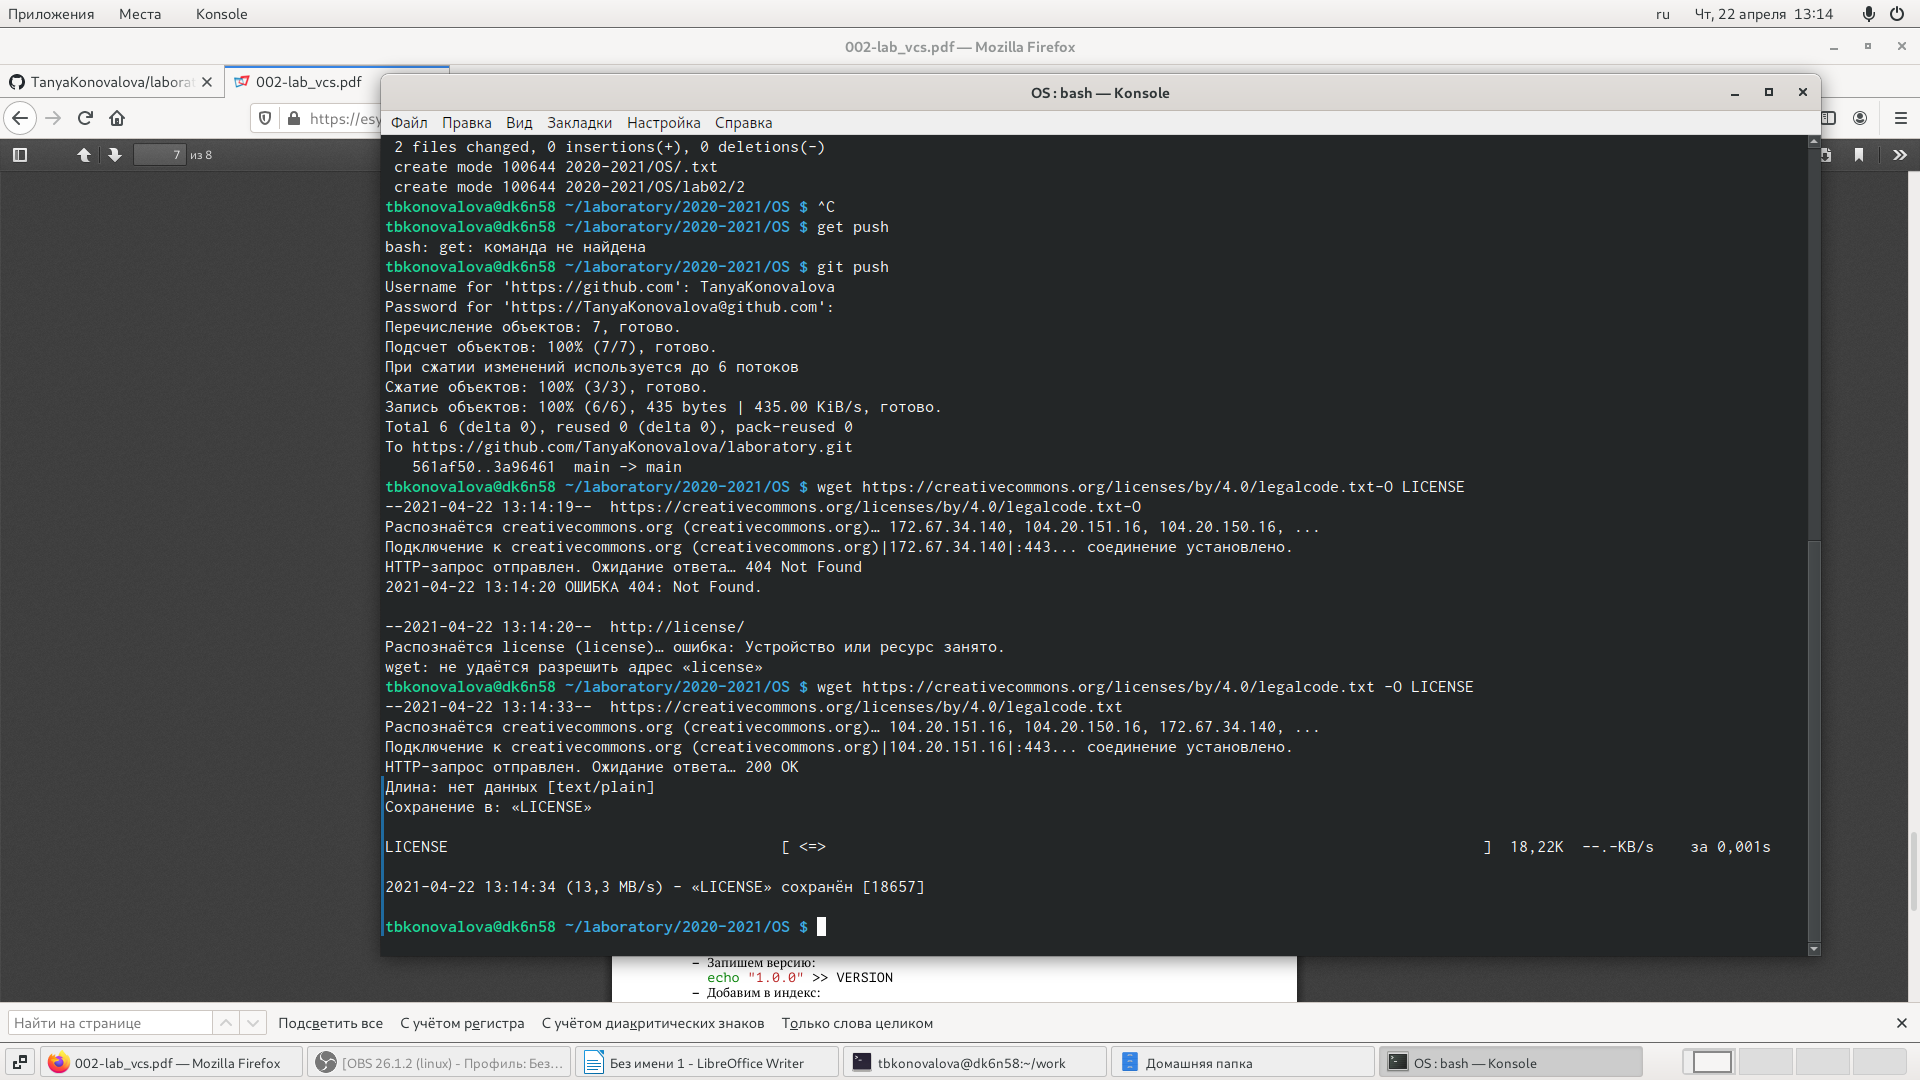 Приложения Места Konsole ru Чт, 22 апреля 13:14
002-lab_vcs.pdf — Mozilla Firefox
TanyaKonovalova/laborat 002-lab_vcs.pdf
OS : bash — Konsole
https://esy
Файл Правка Вид Закладки Настройка Справка
7 из 8
2 files changed, 0 insertions(+), 0 deletions(-)
create mode 100644 2020-2021/OS/.txt
create mode 100644 2020-2021/OS/lab02/2
tbkonovalova@dk6n58 ~/laboratory/2020-2021/OS $ ^C
tbkonovalova@dk6n58 ~/laboratory/2020-2021/OS $ get push
bash: get: команда не найдена
tbkonovalova@dk6n58 ~/laboratory/2020-2021/OS $ git push
Username for 'https://github.com': TanyaKonovalova
Password for 'https://TanyaKonovalova@github.com':
Перечисление объектов: 7, готово.
Подсчет объектов: 100% (7/7), готово.
При сжатии изменений используется до 6 потоков
Сжатие объектов: 100% (3/3), готово.
Запись объектов: 100% (6/6), 435 bytes | 435.00 KiB/s, готово.
Total 6 (delta 0), reused 0 (delta 0), pack-reused 0
To https://github.com/TanyaKonovalova/laboratory.git
561af50..3a96461 main -> main
tbkonovalova@dk6n58 ~/laboratory/2020-2021/OS $ wget https://creativecommons.org/licenses/by/4.0/legalcode.txt-O LICENSE
--2021-04-22 13:14:19-- https://creativecommons.org/licenses/by/4.0/legalcode.txt-O
Распознаётся creativecommons.org (creativecommons.org)… 172.67.34.140, 104.20.151.16, 104.20.150.16, ...
Подключение к creativecommons.org (creativecommons.org)|172.67.34.140|:443... соединение установлено.
HTTP-запрос отправлен. Ожидание ответа… 404 Not Found
2021-04-22 13:14:20 ОШИБКА 404: Not Found.
--2021-04-22 13:14:20-- http://license/
Распознаётся license (license)… ошибка: Устройство или ресурс занято.
wget: не удаётся разрешить адрес «license»
tbkonovalova@dk6n58 ~/laboratory/2020-2021/OS $ wget https://creativecommons.org/licenses/by/4.0/legalcode.txt -O LICENSE
--2021-04-22 13:14:33-- https://creativecommons.org/licenses/by/4.0/legalcode.txt
Распознаётся creativecommons.org (creativecommons.org)… 104.20.151.16, 104.20.150.16, 172.67.34.140, ...
Подключение к creativecommons.org (creativecommons.org)|104.20.151.16|:443... соединение установлено.
HTTP-запрос отправлен. Ожидание ответа… 200 OK
Длина: нет данных [text/plain]
Сохранение в: «LICENSE»
LICENSE [ <=> ] 18,22K --.-KB/s за 0,001s
2021-04-22 13:14:34 (13,3 MB/s) - «LICENSE» сохранён [18657]
tbkonovalova@dk6n58 ~/laboratory/2020-2021/OS $
– Запишем версию:
echo "1.0.0" >> VERSION
– Добавим в индекс:
Найти на странице Подсветить все С учётом регистра С учётом диакритических знаков Только слова целиком
002-lab_vcs.pdf — Mozilla Firefox [OBS 26.1.2 (linux) - Профиль: Без... Без имени 1 - LibreOffice Writer tbkonovalova@dk6n58:~/work Домашняя папка OS : bash — Konsole